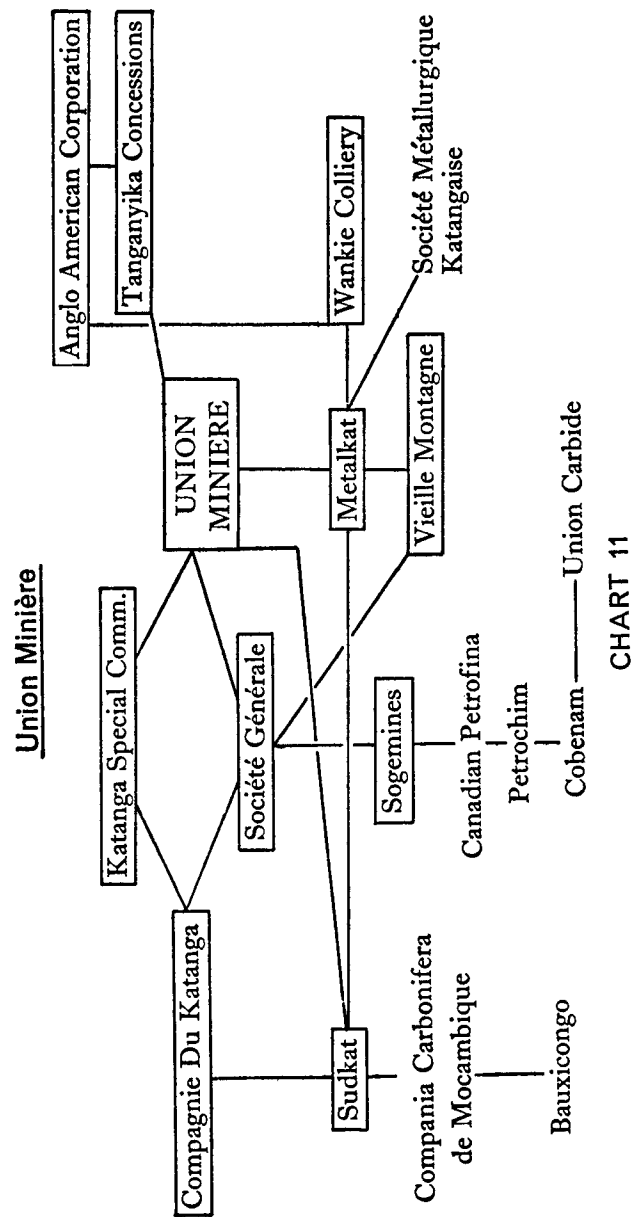 Union Minière
Anglo American Corporation
Katanga Special Comm.
Tanganyika Concessions
Compagnie Du Katanga
UNION
MINIERE
Société Générale
Sudkat
Metalkat
Wankie Colliery
Sogemines
Vieille Montagne
Société Métallurgique
Katangaise
Compania Carbonifera
de Mocambique
Canadian Petrofina
Petrochim
Bauxicongo
Cobenam
Union Carbide
CHART 11